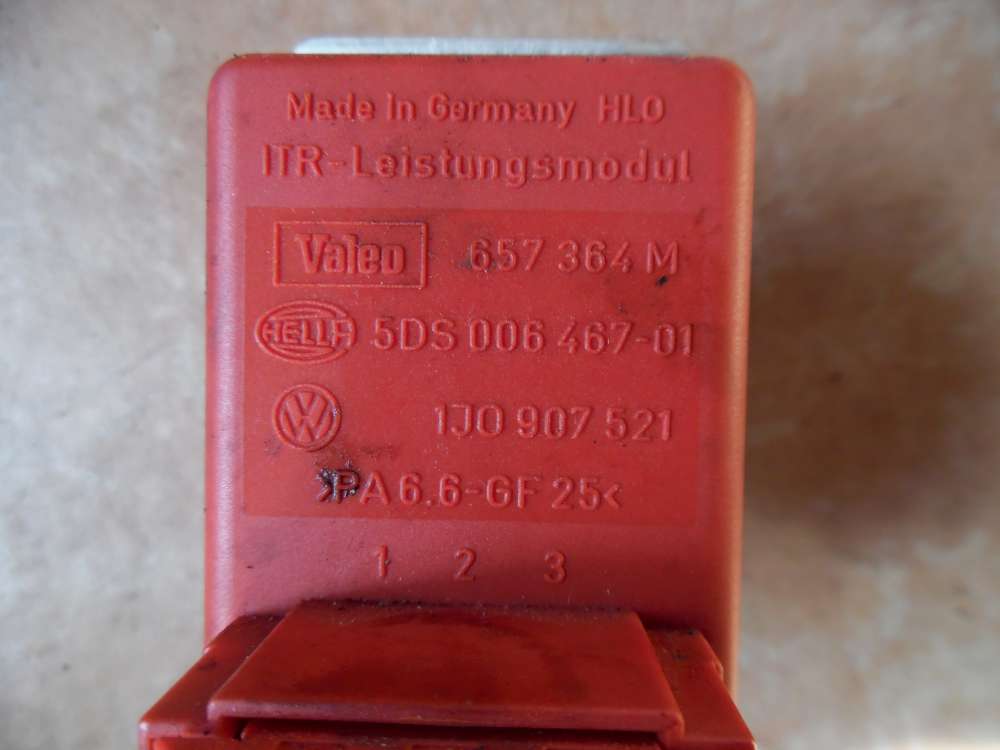 Made In Germany HLO
ITR-Leistungsmodul
Valeo 657 364 M
HELLA 5DS 006 467-01
VW 1J0 907 521
>PA 6.6-GF 25<
1 2 3